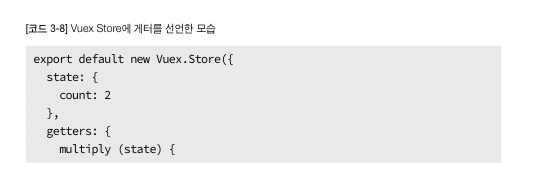 [코드 3-8] Vuex Store에 게터를 선언한 모습
export default new Vuex.Store({
  state: {
    count: 2
  },
  getters: {
    multiply (state) {